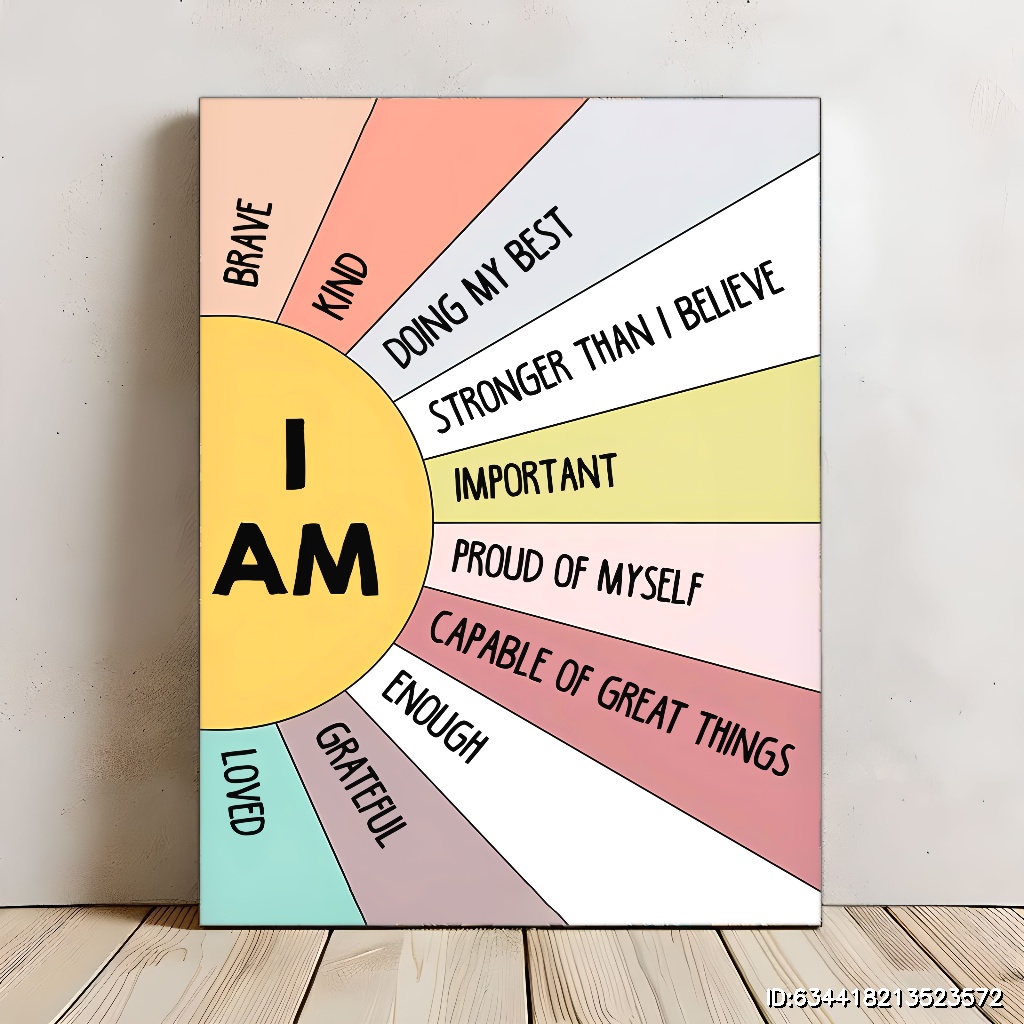 BRAVE
KIND
DOING MY BEST
STRONGER THAN I BELIEVE
I
AM
IMPORTANT
PROUD OF MYSELF
CAPABLE OF GREAT THINGS
ENOUGH
GRATEFUL
LOVED
ID:634418213523572